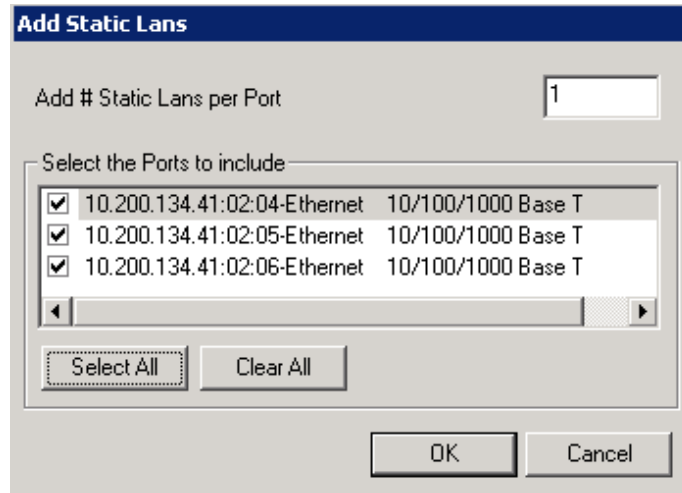 Add Static Lans
Add # Static Lans per Port 1
Select the Ports to include
10.200.134.41:02:04-Ethernet 10/100/1000 Base T
10.200.134.41:02:05-Ethernet 10/100/1000 Base T
10.200.134.41:02:06-Ethernet 10/100/1000 Base T
Select All Clear All
OK Cancel